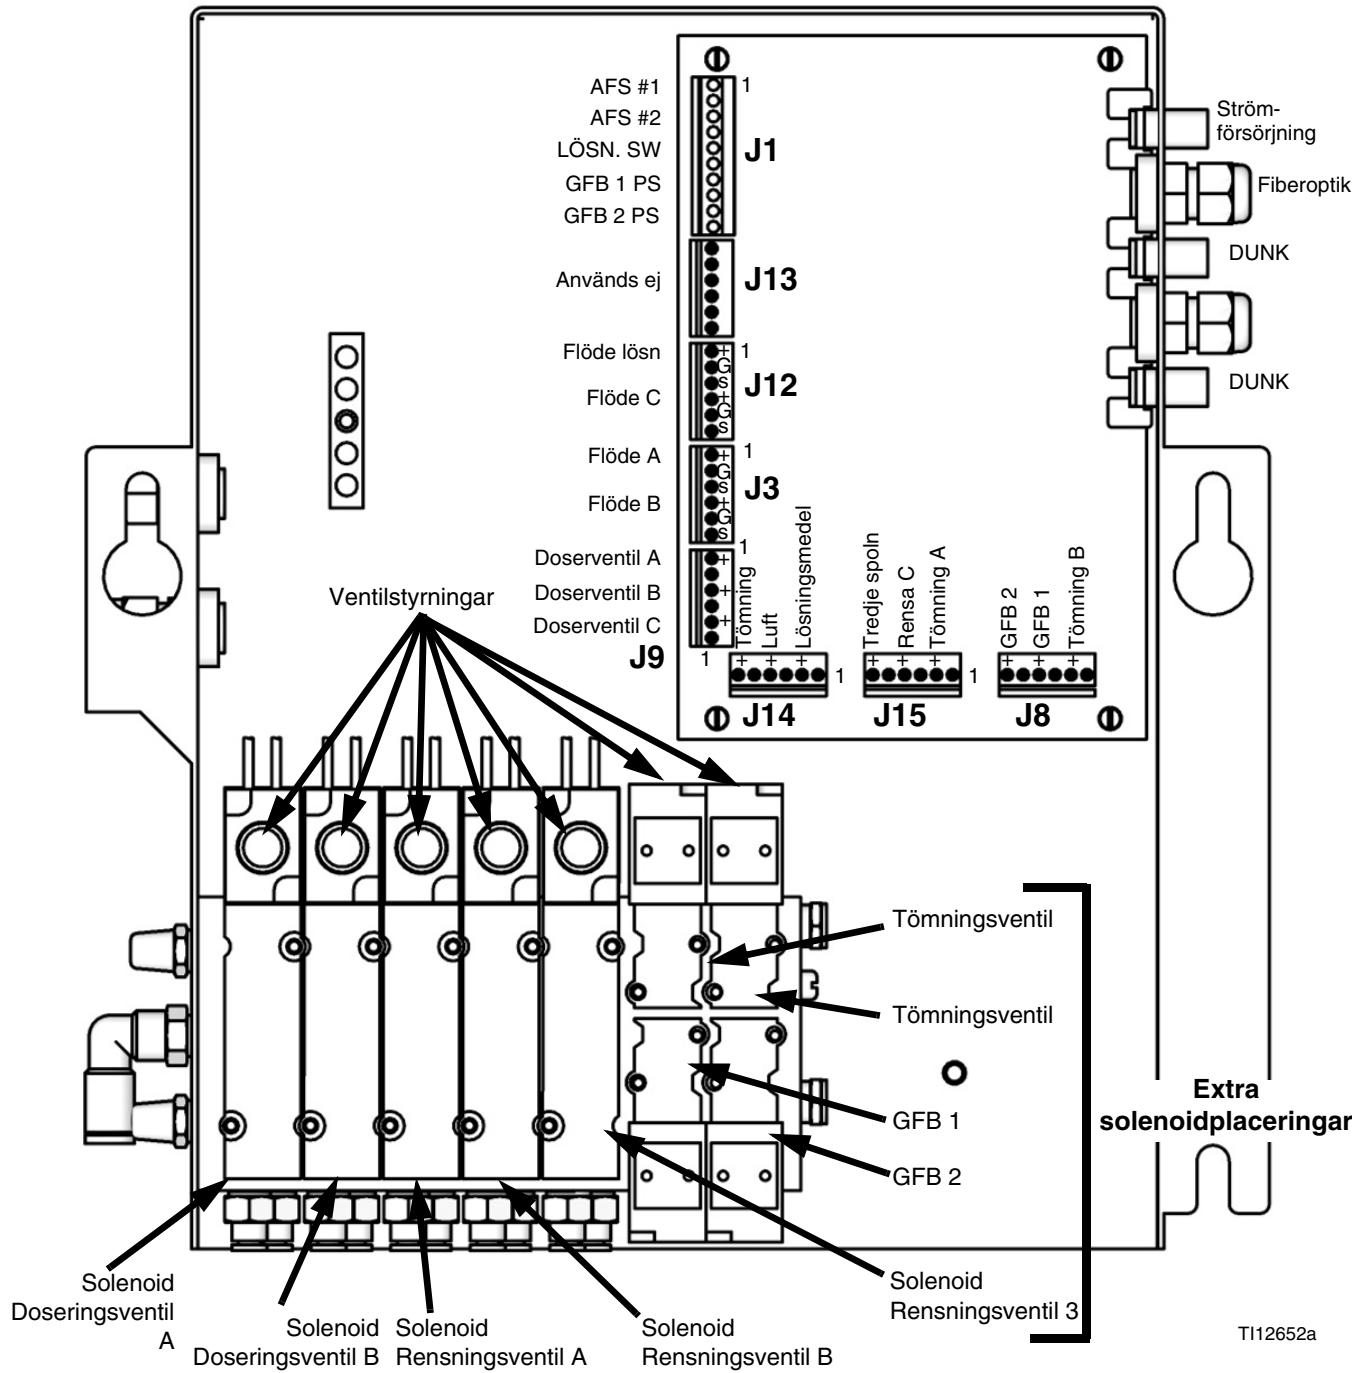 AFS #1
1
AFS #2
LÖSN. SW
J1
GFB 1 PS
GFB 2 PS
Ström-
försörjning
Fiberoptik
DUNK
Används ej
J13
DUNK
Flöde lösn
+ 1
G
s
J12
Flöde C
+
G
s
Flöde A
+ 1
G
s
J3
Flöde B
+
G
s
1
Doserventil A
+
Doserventil B
+
Doserventil C
+
J9
1
+Tömning
+Luft
+Lösningsmedel
1
J14
+Tredje spoln
+Rensa C
+Tömning A
1
J15
+GFB 2
+GFB 1
+Tömning B
J8
Ventilstyrningar
Tömningsventil
Tömningsventil
GFB 1
GFB 2
Extra
solenoidplaceringar
Solenoid
Doseringsventil
A
Solenoid
Doseringsventil B
Solenoid
Rensningsventil A
Solenoid
Rensningsventil B
Solenoid
Rensningsventil 3
TI12652a